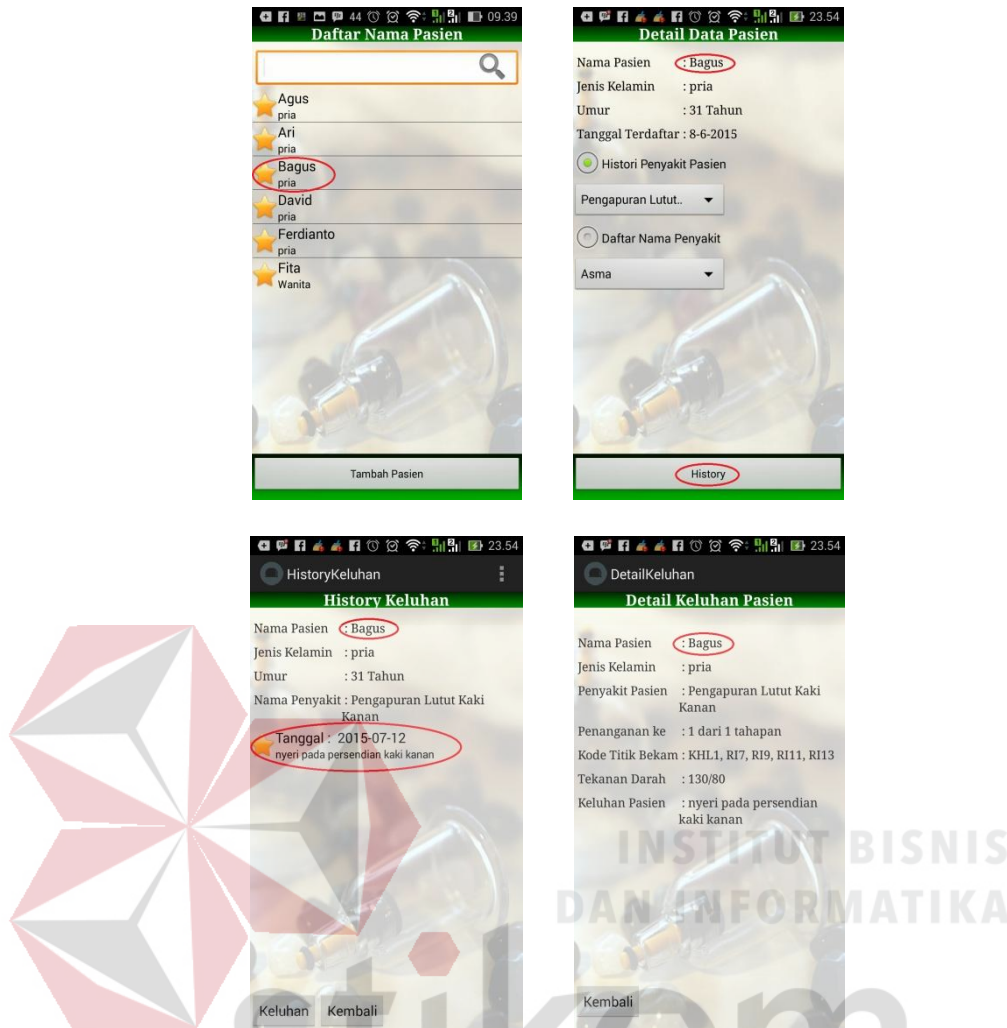 44 09.39
Daftar Nama Pasien
Agus
pria
Ari
pria
Bagus
pria
David
pria
Ferdianto
pria
Fita
Wanita
Tambah Pasien
23.54
Detail Data Pasien
Nama Pasien : Bagus
Jenis Kelamin : pria
Umur : 31 Tahun
Tanggal Terdaftar : 8-6-2015
Histori Penyakit Pasien
Pengapuran Lutut..
Daftar Nama Penyakit
Asma
History
23.54
HistoryKeluhan
History Keluhan
Nama Pasien : Bagus
Jenis Kelamin : pria
Umur : 31 Tahun
Nama Penyakit : Pengapuran Lutut Kaki
Kanan
Tanggal : 2015-07-12
nyeri pada persendian kaki kanan
Keluhan Kembali
23.54
DetailKeluhan
Detail Keluhan Pasien
Nama Pasien : Bagus
Jenis Kelamin : pria
Penyakit Pasien : Pengapuran Lutut Kaki
Kanan
Penanganan ke : 1 dari 1 tahapan
Kode Titik Bekam : KHL1, RI7, RI9, RI11, RI13
Tekanan Darah : 130/80
Keluhan Pasien : nyeri pada persendian
kaki kanan
Kembali
INSTITUT BISNIS
DAN INFORMATIKA